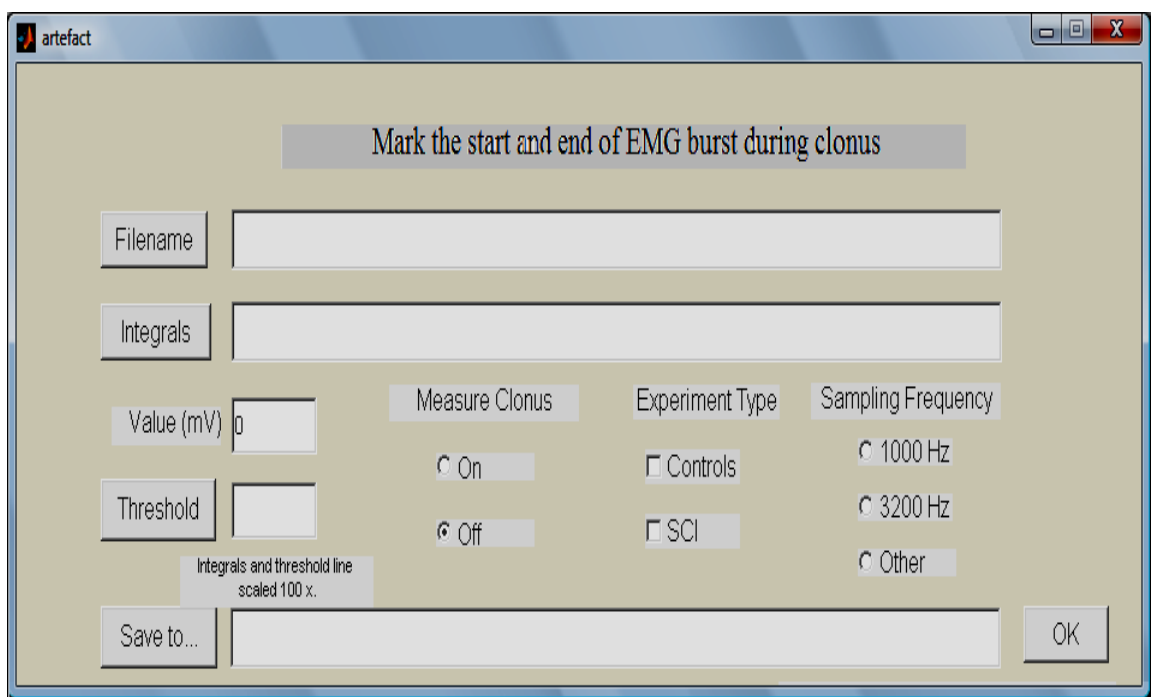 artefact
Mark the start and end of EMG burst during clonus
Filename
Integrals
Value (mV) 0
Measure Clonus
Experiment Type
Sampling Frequency
On
Controls
1000 Hz
Threshold
Off
SCI
3200 Hz
Other
Integrals and threshold line
scaled 100 x.
Save to...
OK